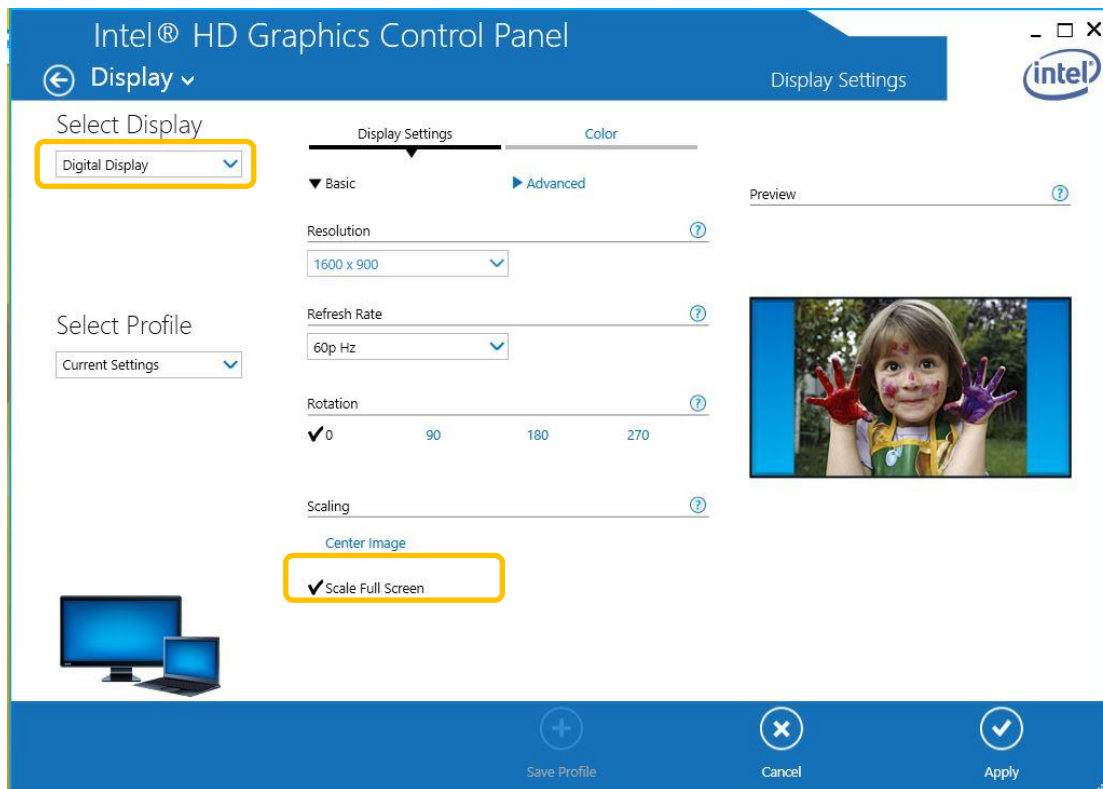 Intel® HD Graphics Control Panel
Display
Display Settings
intel
Select Display
Digital Display
Display Settings
Color
Basic
Advanced
Preview
Resolution
1600 x 900
Refresh Rate
60p Hz
Select Profile
Current Settings
Rotation
0 90 180 270
Scaling
Center Image
Scale Full Screen
Save Profile
Cancel
Apply